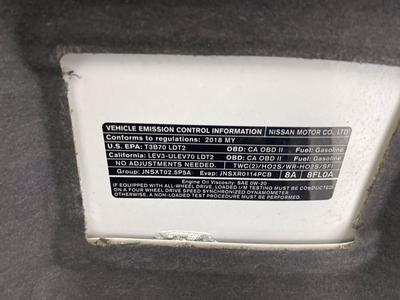 VEHICLE EMISSION CONTROL INFORMATION NISSAN MOTOR CO., LTD
Conforms to regulations: 2018 MY
U.S. EPA: T3B70 LDT2 OBD: CA OBD II Fuel: Gasoline
California: LEV3-ULEV70 LDT2 OBD: CA OBD II Fuel: Gasoline
NO ADJUSTMENTS NEEDED. TWC(2)/HO2S/WR-HO2S/SFI
Group: JNSXT02.5P5A Evap: JNSXR0114PCB 8A 8FL0A
Engine Oil Viscosity: SAE 0W-20
IF EQUIPPED WITH ALL-WHEEL DRIVE, LOADED I/M TESTING MUST BE CONDUCTED
ON A FOUR WHEEL DRIVE SPEED SYNCHRONIZED DYNAMOMETER,
OTHERWISE, A NON-LOADED TEST PROCEDURE MUST BE USED.